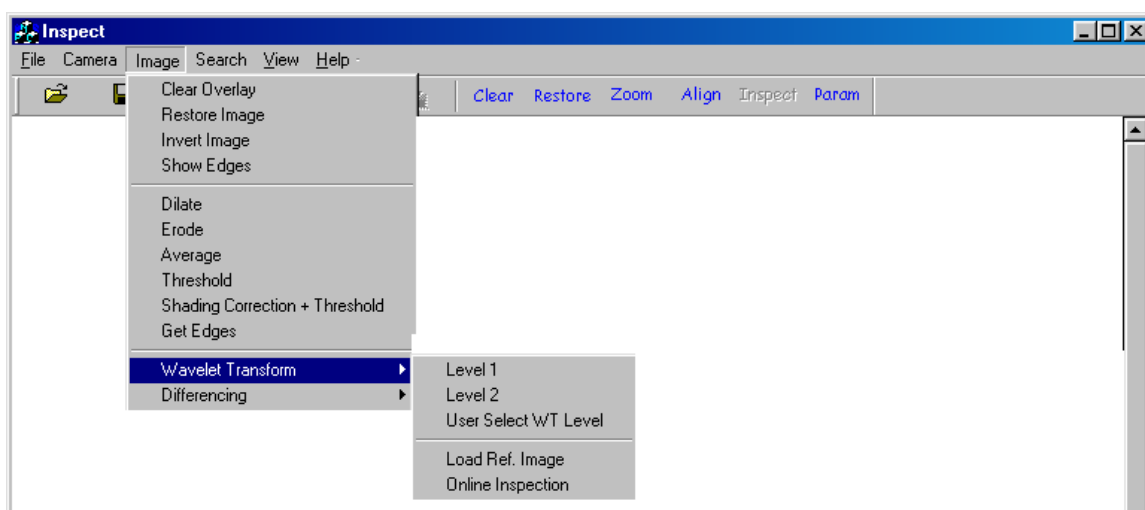 Inspect
File Camera Image Search View Help
Clear Restore Zoom Align Inspect Param
Clear Overlay
Restore Image
Invert Image
Show Edges
Dilate
Erode
Average
Threshold
Shading Correction + Threshold
Get Edges
Wavelet Transform
Differencing
Level 1
Level 2
User Select WT Level
Load Ref. Image
Online Inspection